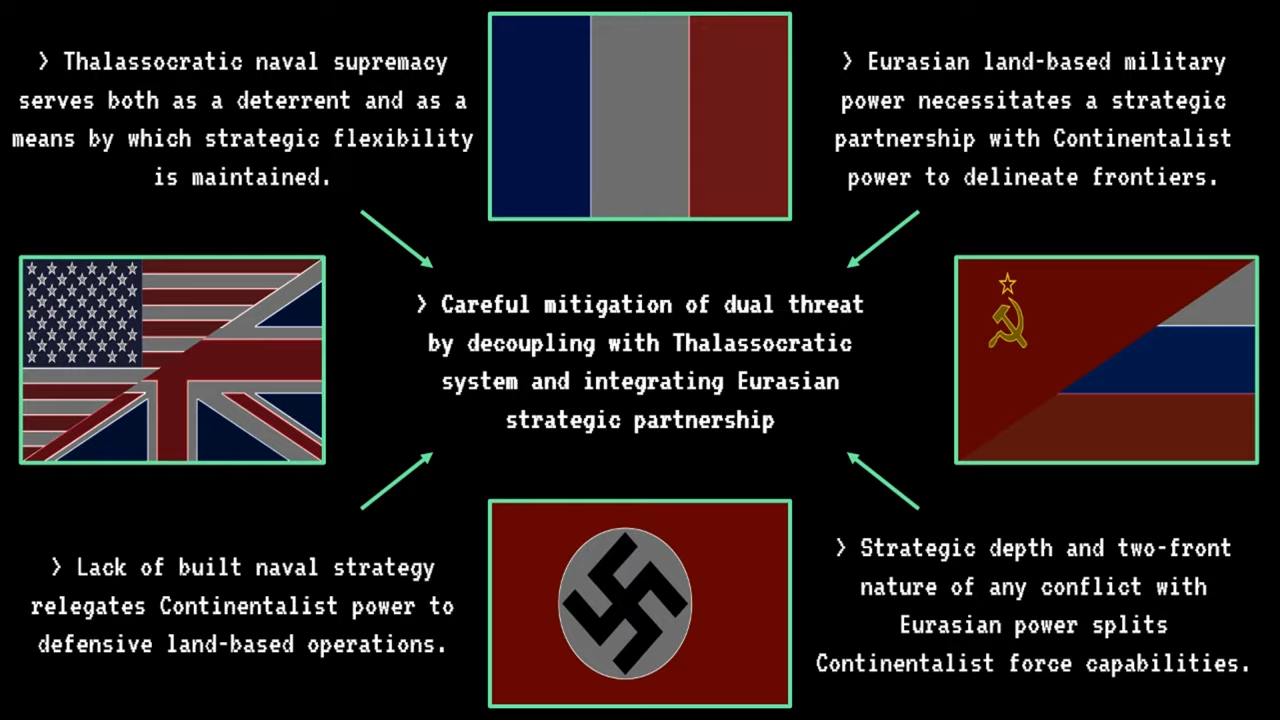 > Thalassocratic naval supremacy
serves both as a deterrent and as a
means by which strategic flexibility
is maintained.
> Eurasian land-based military
power necessitates a strategic
partnership with Continentalist
power to delineate frontiers.
> Careful mitigation of dual threat
by decoupling with Thalassocratic
system and integrating Eurasian
strategic partnership
> Lack of built naval strategy
relegates Continentalist power to
defensive land-based operations.
> Strategic depth and two-front
nature of any conflict with
Eurasian power splits
Continentalist force capabilities.